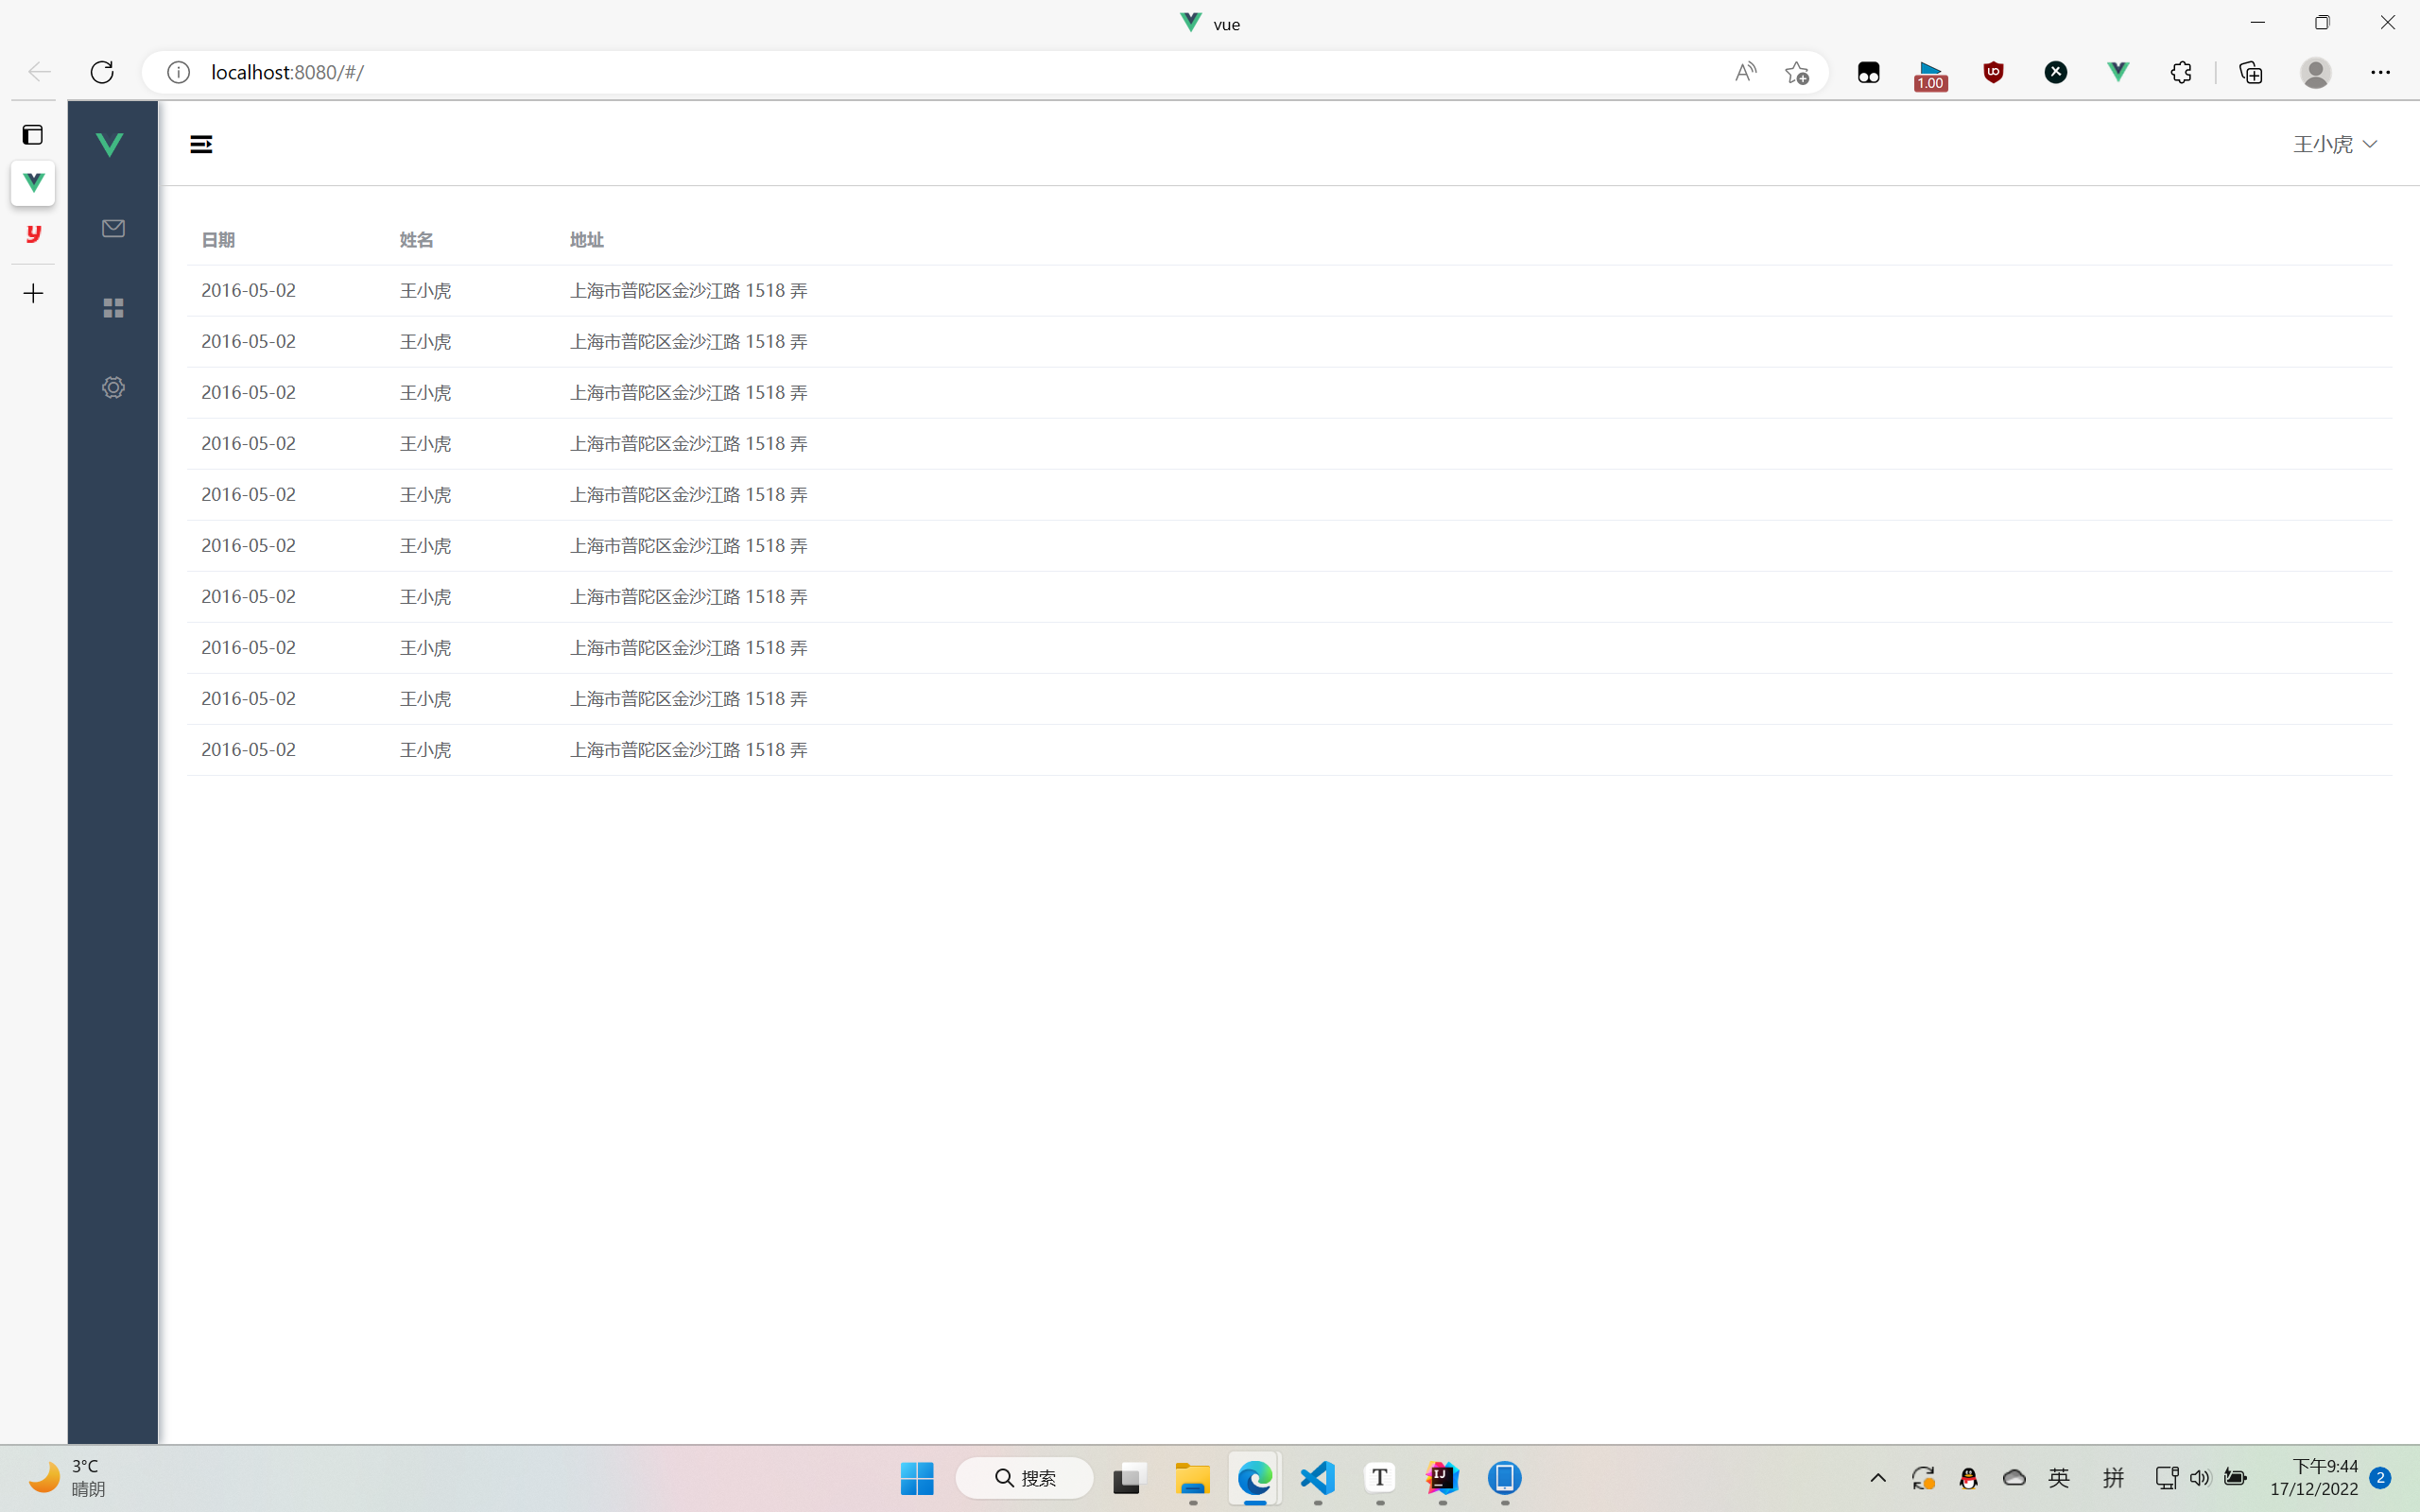 vue
localhost:8080/#/
1.00
王小虎
日期 姓名 地址
2016-05-02 王小虎 上海市普陀区金沙江路 1518 弄
2016-05-02 王小虎 上海市普陀区金沙江路 1518 弄
2016-05-02 王小虎 上海市普陀区金沙江路 1518 弄
2016-05-02 王小虎 上海市普陀区金沙江路 1518 弄
2016-05-02 王小虎 上海市普陀区金沙江路 1518 弄
2016-05-02 王小虎 上海市普陀区金沙江路 1518 弄
2016-05-02 王小虎 上海市普陀区金沙江路 1518 弄
2016-05-02 王小虎 上海市普陀区金沙江路 1518 弄
2016-05-02 王小虎 上海市普陀区金沙江路 1518 弄
2016-05-02 王小虎 上海市普陀区金沙江路 1518 弄
3°C
晴朗
搜索
英 拼
下午9:44
17/12/2022
2